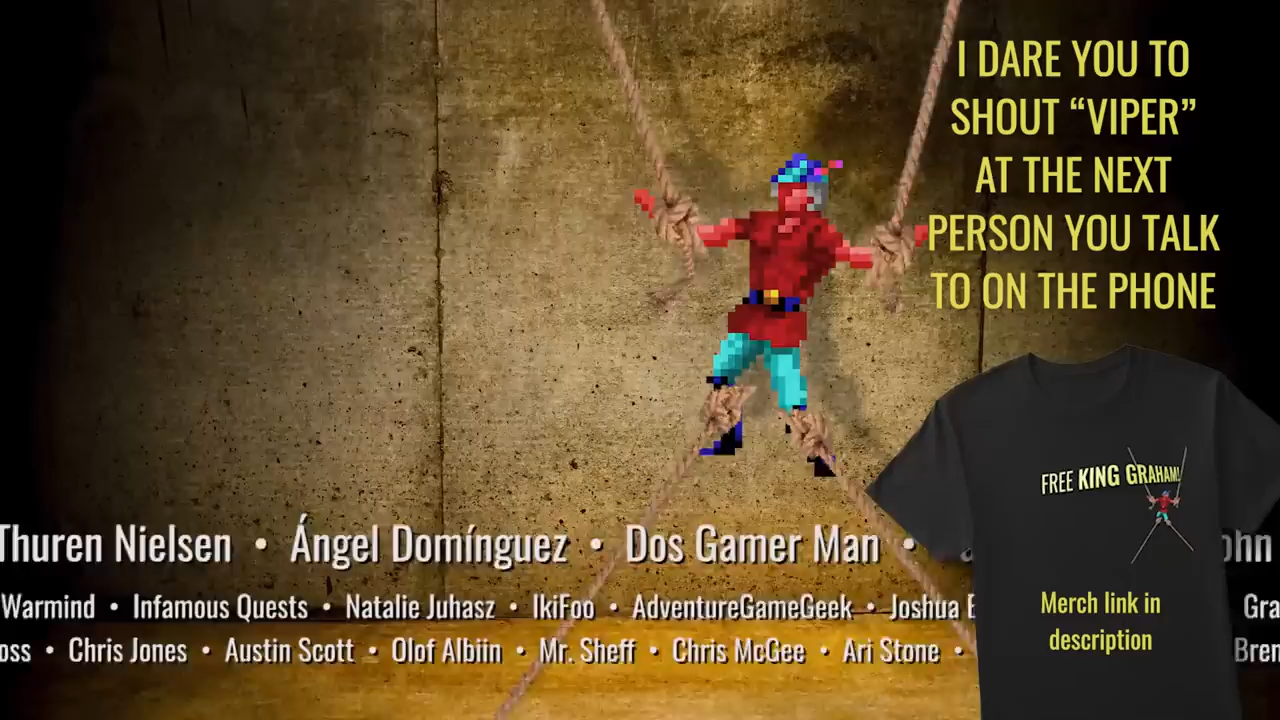 I DARE YOU TO
SHOUT “VIPER”
AT THE NEXT
PERSON YOU TALK
TO ON THE PHONE
FREE KING GRAHAM!
Thuren Nielsen • Ángel Domínguez • Dos Gamer Man •
Warmind • Infamous Quests • Natalie Juhasz • IkiFoo • AdventureGameGeek • Joshua
• Chris Jones • Austin Scott • Olof Albiin • Mr. Sheff • Chris McGee • Ari Stone •
Merch link in
description